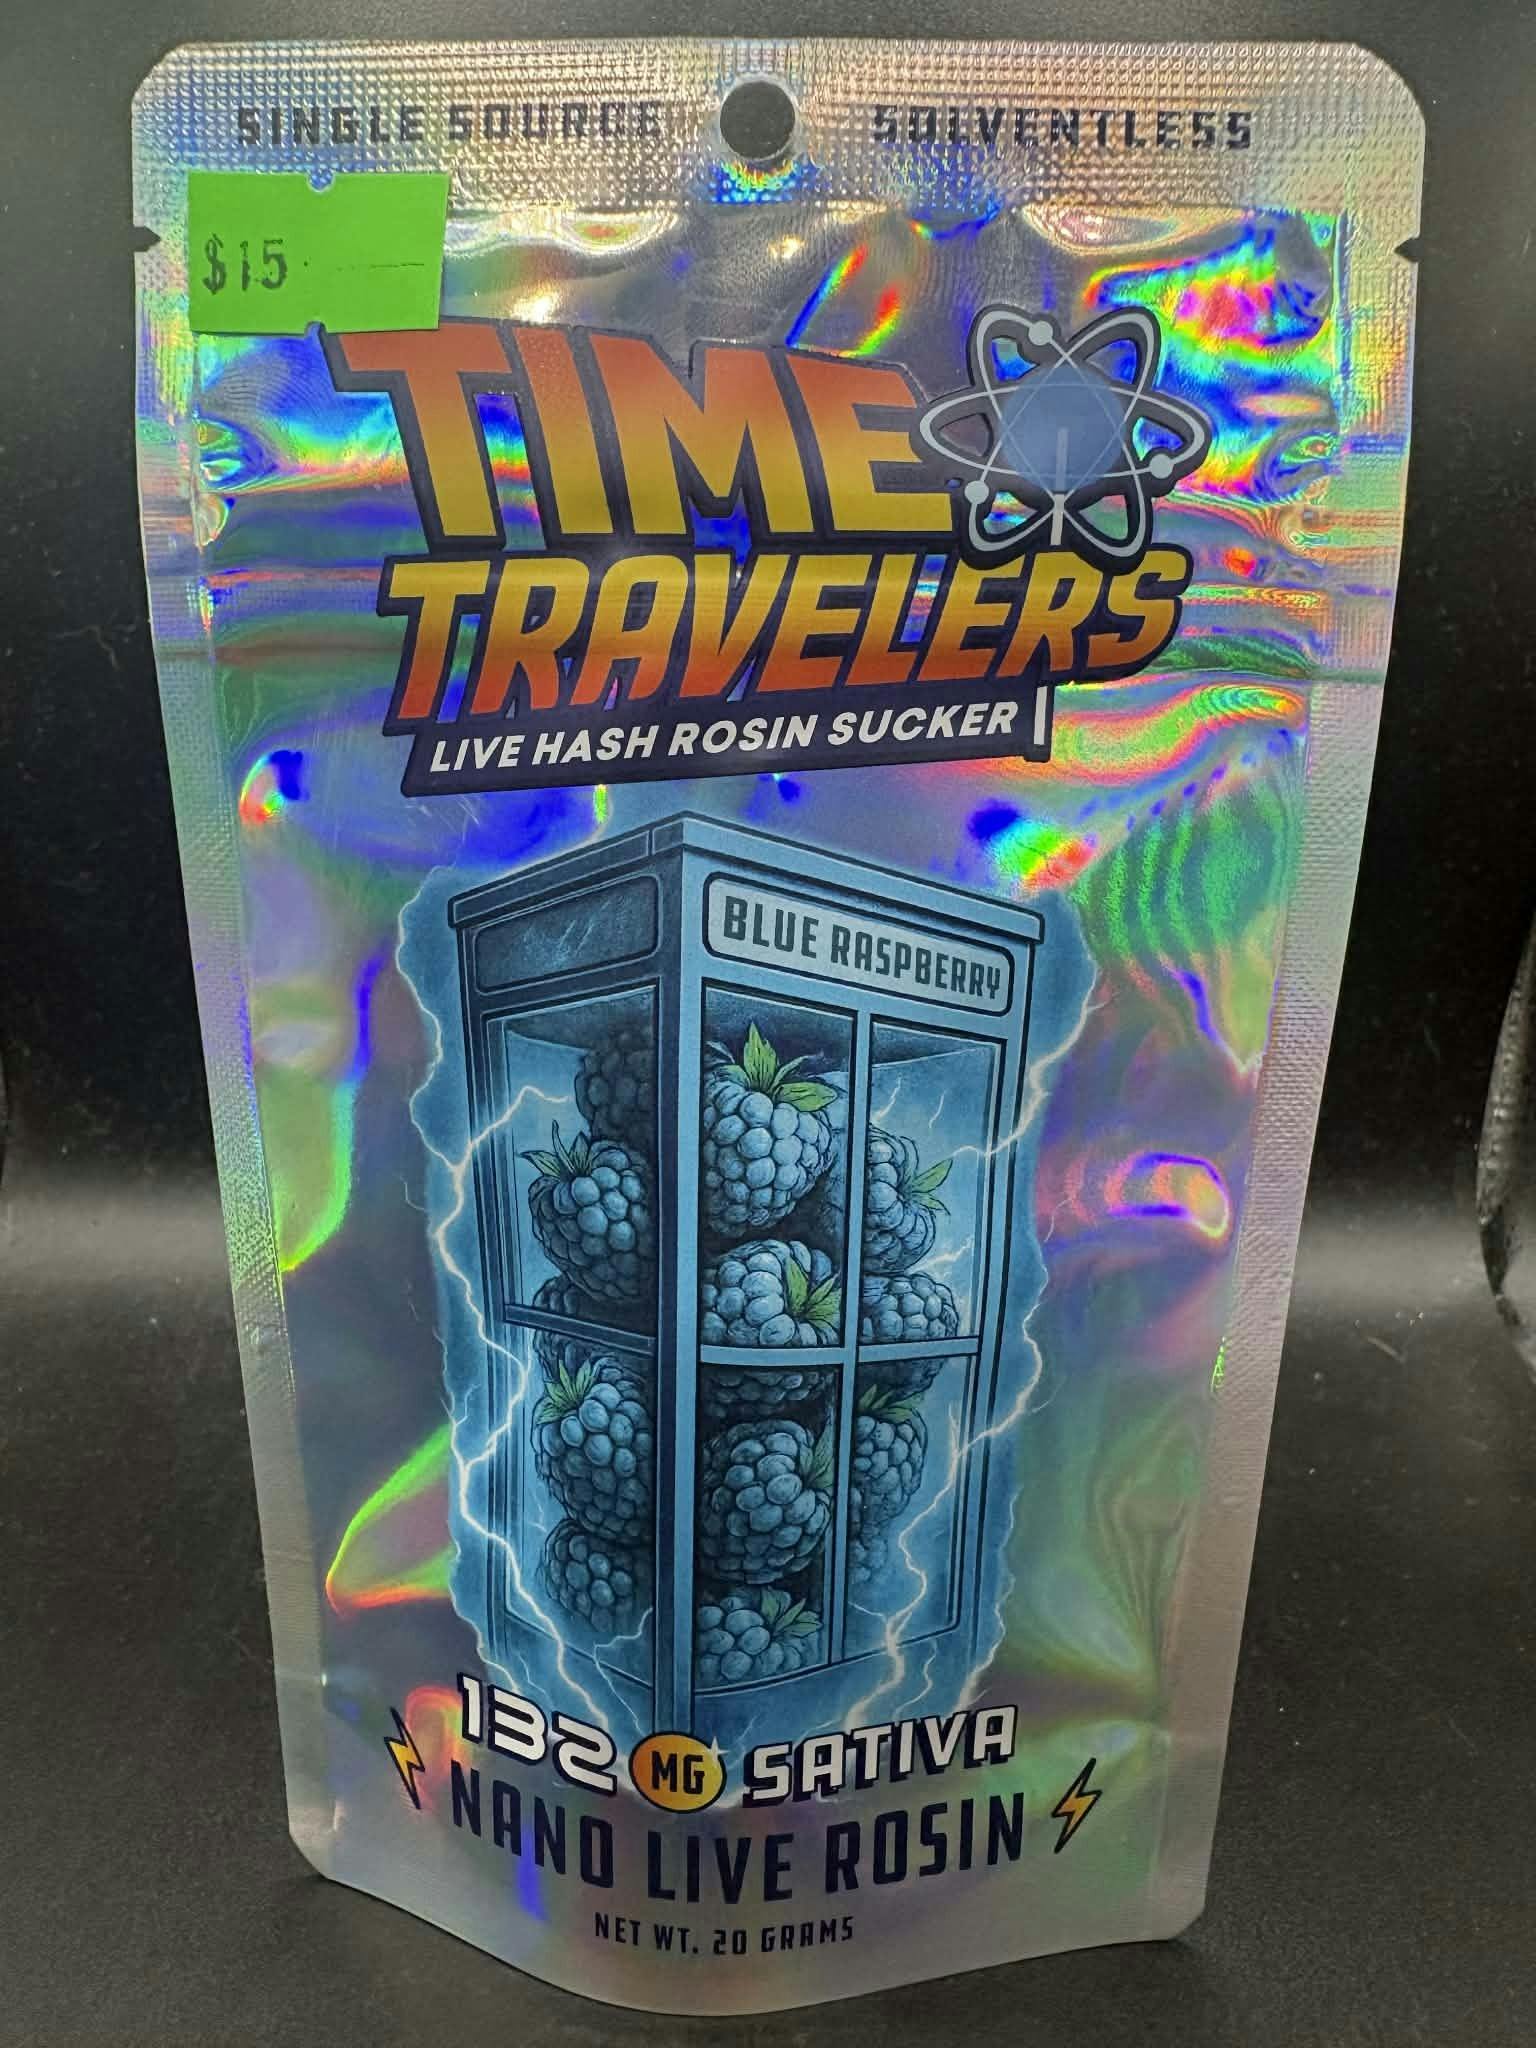 SINGLE SOURCE SOLVENTLESS
$15
TIME
TRAVELERS
LIVE HASH ROSIN SUCKER
BLUE RASPBERRY
132 MG SATIVA
NANO LIVE ROSIN
NET WT. 20 GRAMS